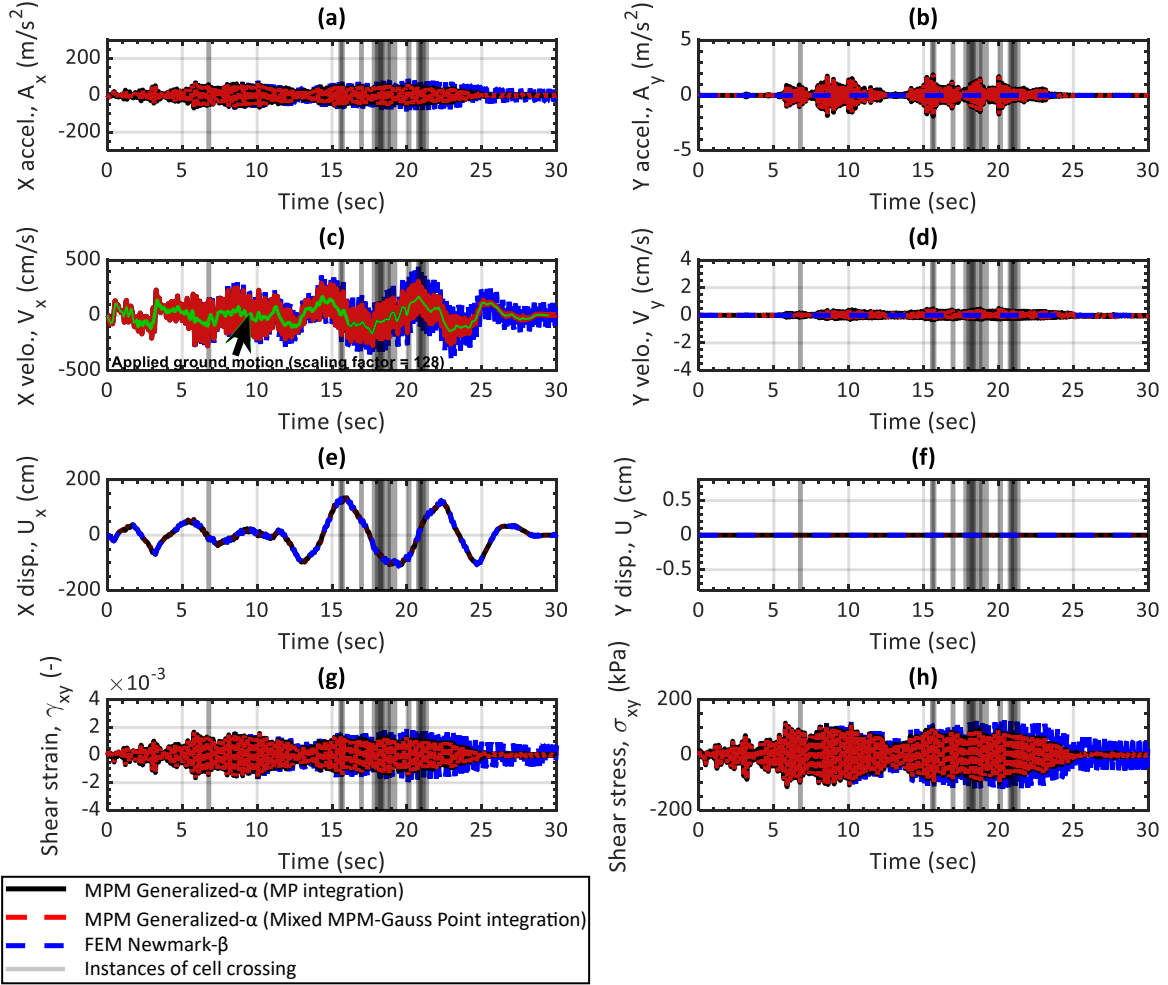 (a)
X accel., A_x (m/s²)
200
0
-200
0 5 10 15 20 25 30
Time (sec)
(b)
Y accel., A_y (m/s²)
5
0
-5
0 5 10 15 20 25 30
Time (sec)
(c)
X velo., V_x (cm/s)
500
0
-500
Applied ground motion (scaling factor = 128)
0 5 10 15 20 25 30
Time (sec)
(d)
Y velo., V_y (cm/s)
4
2
0
-2
-4
0 5 10 15 20 25 30
Time (sec)
(e)
X disp., U_x (cm)
200
0
-200
0 5 10 15 20 25 30
Time (sec)
(f)
Y disp., U_y (cm)
0.5
0
-0.5
0 5 10 15 20 25 30
Time (sec)
(g)
×10⁻³
Shear strain, γ_xy (-)
4
2
0
-2
-4
0 5 10 15 20 25 30
Time (sec)
(h)
Shear stress, σ_xy (kPa)
200
0
-200
0 5 10 15 20 25 30
Time (sec)
MPM Generalized-α (MP integration)
MPM Generalized-α (Mixed MPM-Gauss Point integration)
FEM Newmark-β
Instances of cell crossing